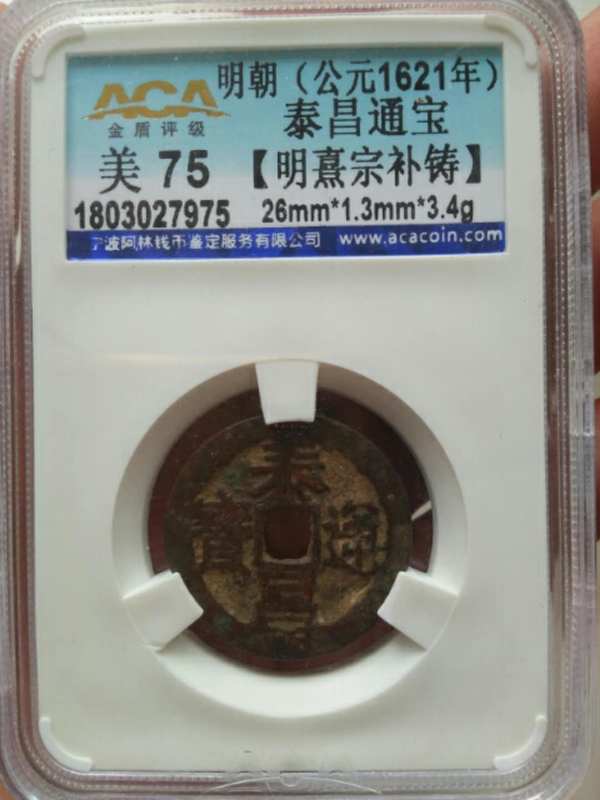 ACA
金盾评级
明朝（公元1621年）
泰昌通宝
美 75 【明熹宗补铸】
1803027975 26mm*1.3mm*3.4g
宁波阿林钱币鉴定服务有限公司 www.acacoin.com
泰昌通寶